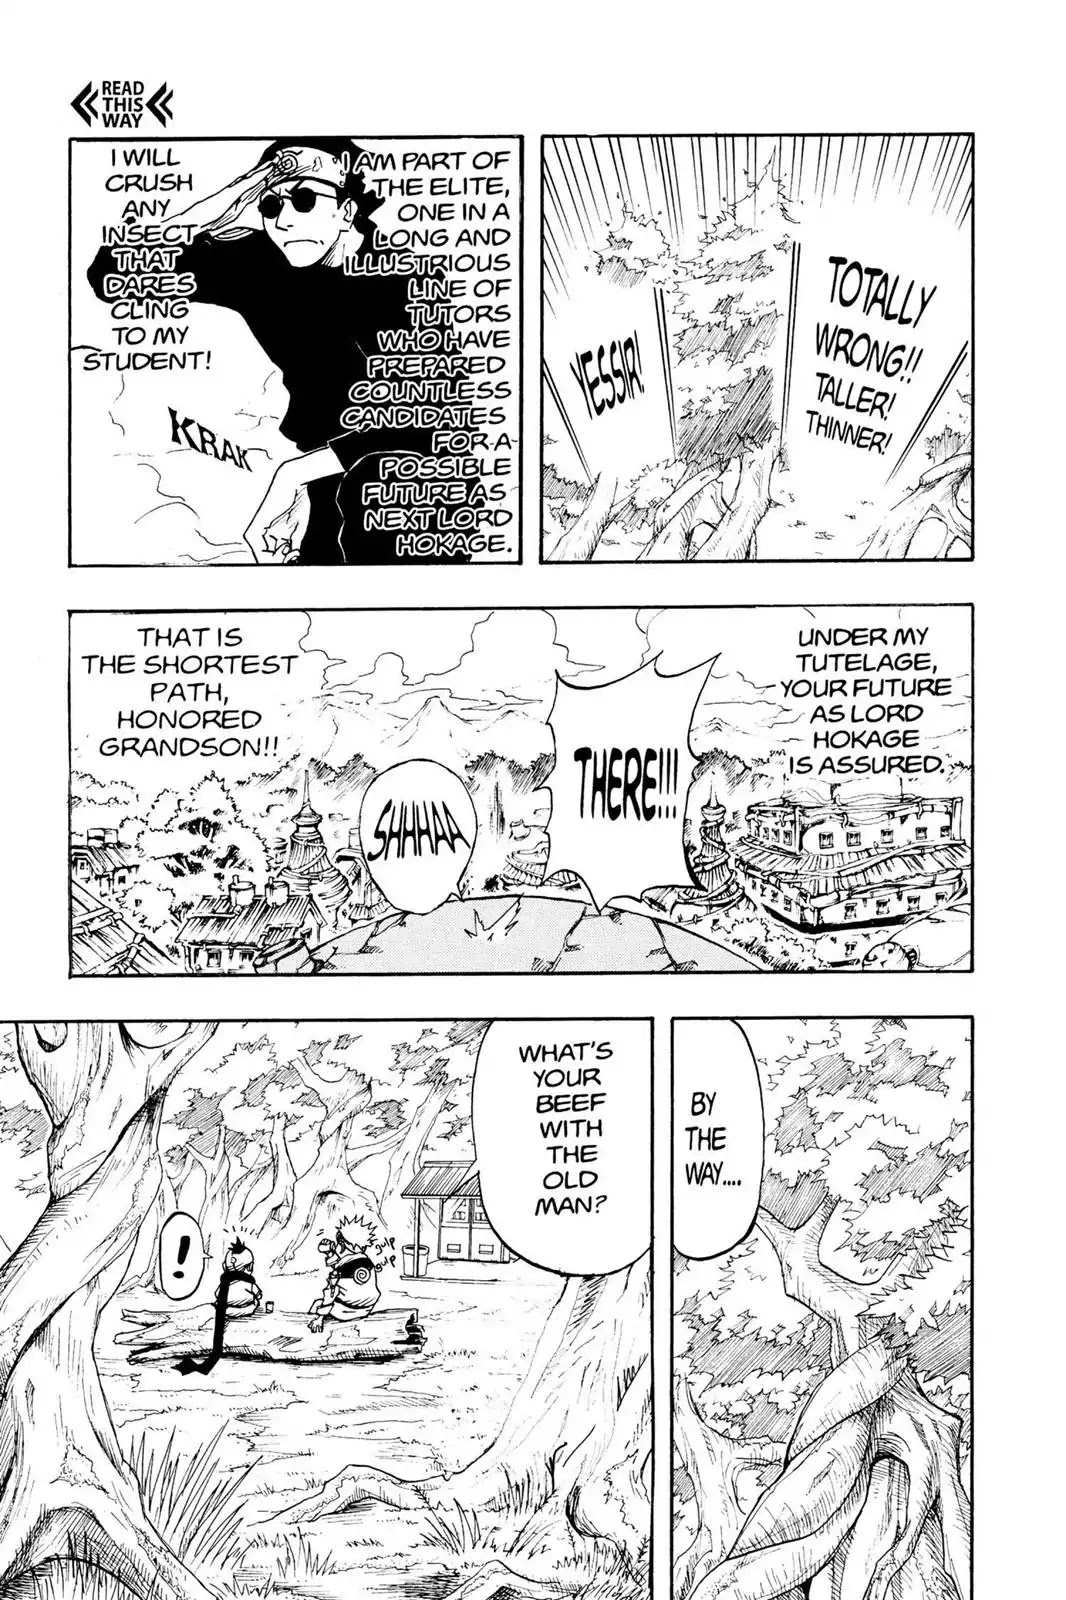 READ
THIS
WAY
TOTALLY
WRONG!!
TALLER!
THINNER!
YESSIR!
I AM PART OF
THE ELITE,
ONE IN A
LONG AND
ILLUSTRIOUS
LINE OF
TUTORS
WHO HAVE
PREPARED
COUNTLESS
CANDIDATES
FOR A
POSSIBLE
FUTURE AS
NEXT LORD
HOKAGE.
I WILL
CRUSH
ANY
INSECT
THAT
DARES
CLING
TO MY
STUDENT!
KRAK
UNDER MY
TUTELAGE,
YOUR FUTURE
AS LORD
HOKAGE
IS ASSURED.
THERE!!!
SHHHAA
THAT IS
THE SHORTEST
PATH,
HONORED
GRANDSON!!
BY
THE
WAY....
WHAT'S
YOUR
BEEF
WITH
THE
OLD
MAN?
gulp
gulp
!